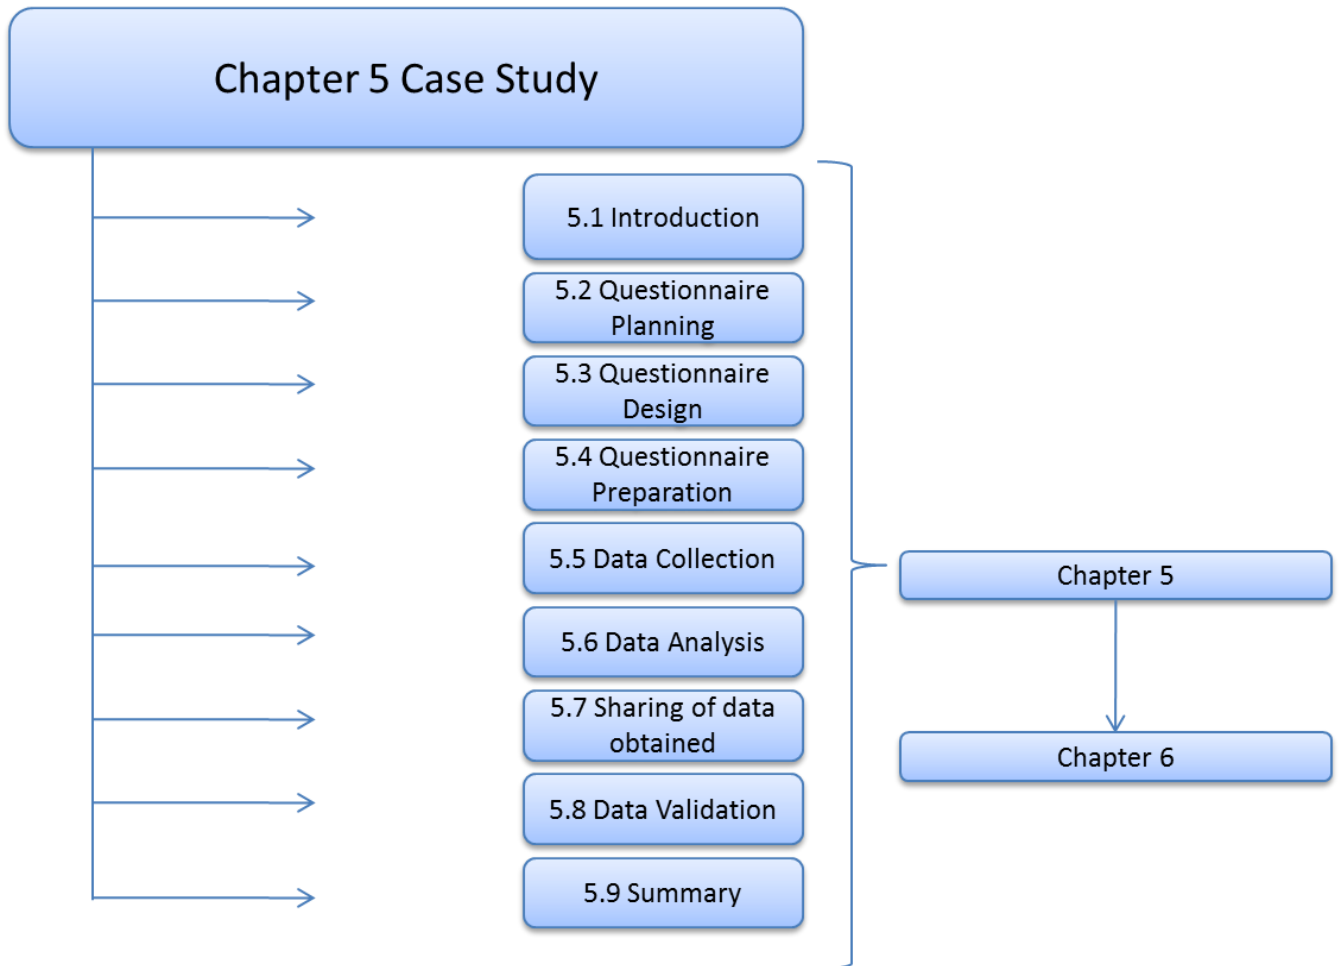 Chapter 5 Case Study
5.1 Introduction
5.2 Questionnaire
Planning
5.3 Questionnaire
Design
5.4 Questionnaire
Preparation
5.5 Data Collection
5.6 Data Analysis
5.7 Sharing of data
obtained
5.8 Data Validation
5.9 Summary
Chapter 5
Chapter 6